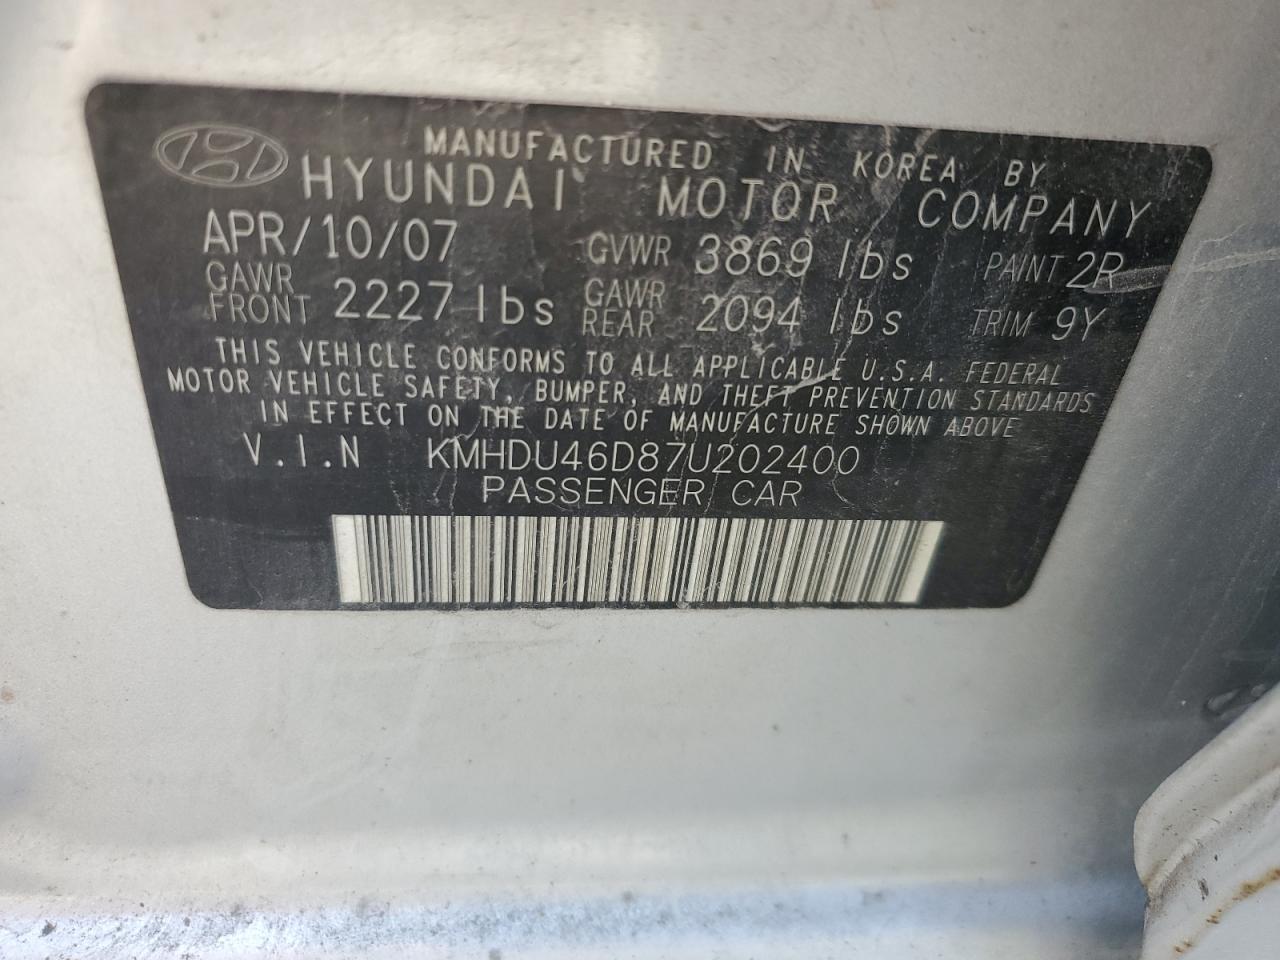 MANUFACTURED IN KOREA BY
HYUNDAI MOTOR COMPANY
APR/10/07 GVWR 3869 lbs PAINT 2R
GAWR FRONT 2227 lbs GAWR REAR 2094 lbs TRIM 9Y
THIS VEHICLE CONFORMS TO ALL APPLICABLE U.S.A. FEDERAL
MOTOR VEHICLE SAFETY, BUMPER, AND THEFT PREVENTION STANDARDS
IN EFFECT ON THE DATE OF MANUFACTURE SHOWN ABOVE
V.I.N KMHDU46D87U202400
PASSENGER CAR